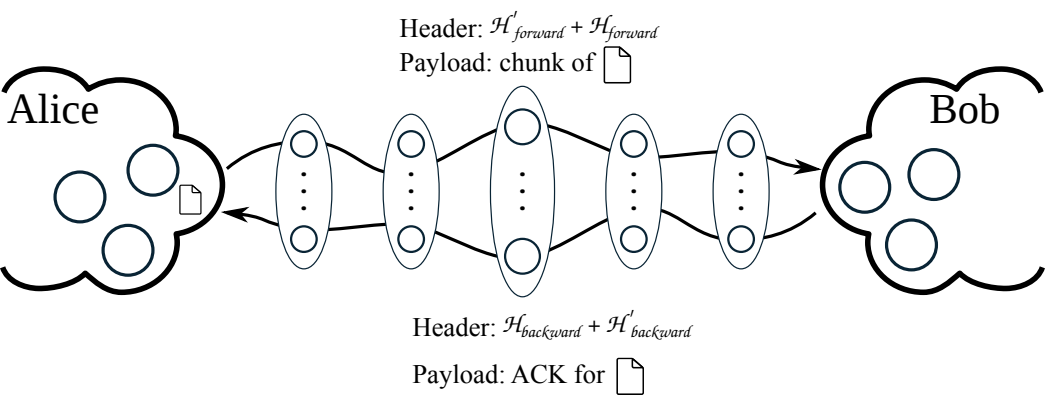 Header: ℋ′forward + ℋforward
Payload: chunk of
Alice
Bob
Header: ℋbackward + ℋ′backward
Payload: ACK for